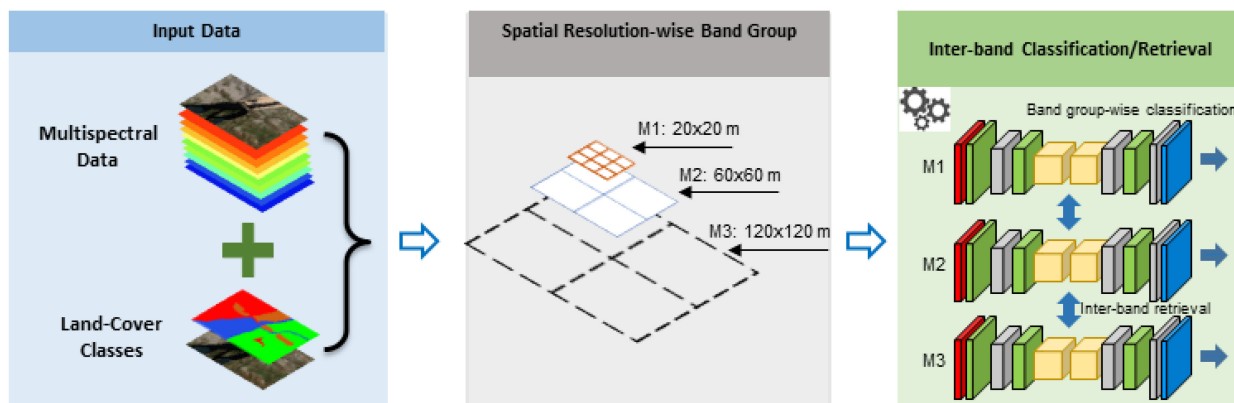 Input Data
Multispectral
Data
Land-Cover
Classes
Spatial Resolution-wise Band Group
M1: 20x20 m
M2: 60x60 m
M3: 120x120 m
Inter-band Classification/Retrieval
Band group-wise classification
M1
M2
Inter-band retrieval
M3